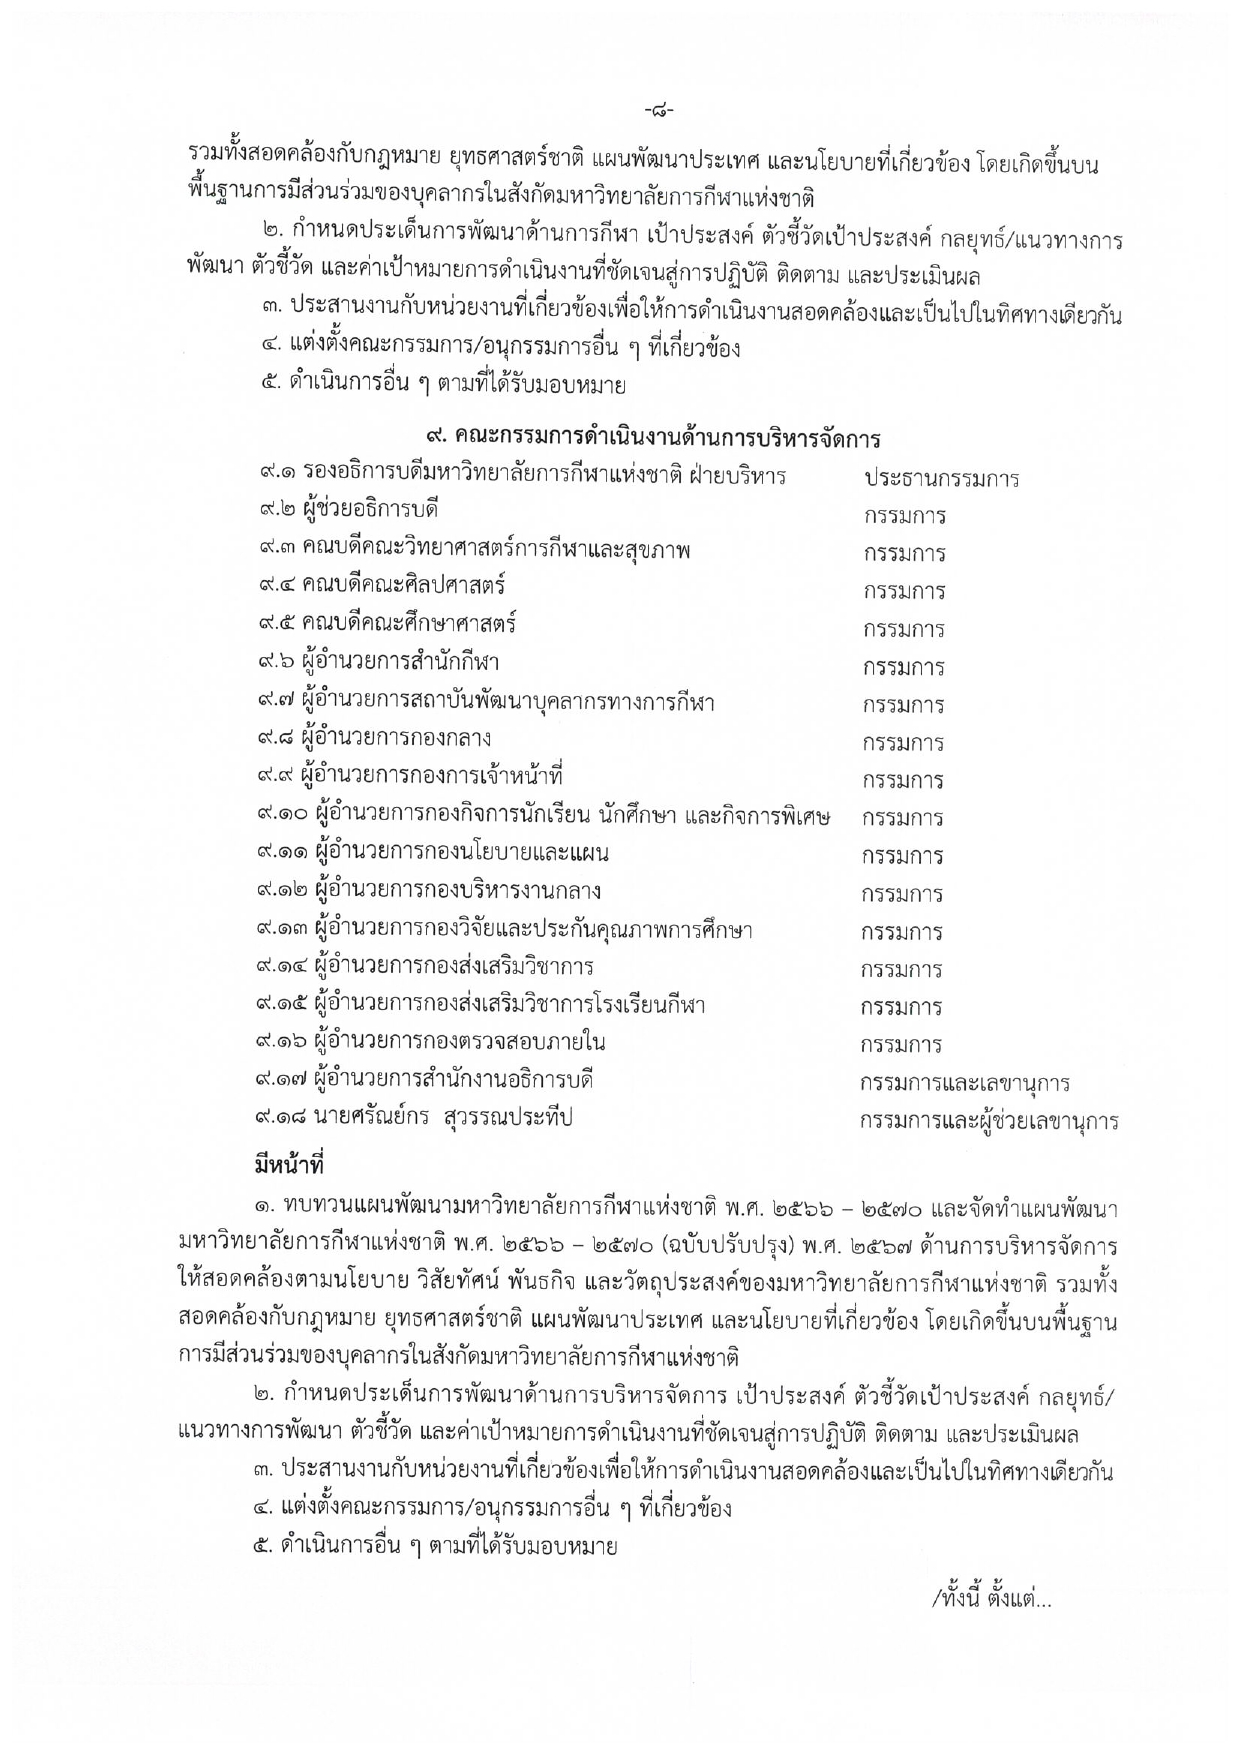 -๘-
รวมทั้งสอดคล้องกับกฎหมาย ยุทธศาสตร์ชาติ แผนพัฒนาประเทศ และนโยบายที่เกี่ยวข้อง โดยเกิดขึ้นบน
พื้นฐานการมีส่วนร่วมของบุคลากรในสังกัดมหาวิทยาลัยการกีฬาแห่งชาติ
๒. กำหนดประเด็นการพัฒนาด้านการกีฬา เป้าประสงค์ ตัวชี้วัดเป้าประสงค์ กลยุทธ์/แนวทางการ
พัฒนา ตัวชี้วัด และค่าเป้าหมายการดำเนินงานที่ชัดเจนสู่การปฏิบัติ ติดตาม และประเมินผล
๓. ประสานงานกับหน่วยงานที่เกี่ยวข้องเพื่อให้การดำเนินงานสอดคล้องและเป็นไปในทิศทางเดียวกัน
๔. แต่งตั้งคณะกรรมการ/อนุกรรมการอื่น ๆ ที่เกี่ยวข้อง
๕. ดำเนินการอื่น ๆ ตามที่ได้รับมอบหมาย
๙. คณะกรรมการดำเนินงานด้านการบริหารจัดการ
๙.๑ รองอธิการบดีมหาวิทยาลัยการกีฬาแห่งชาติ ฝ่ายบริหาร ประธานกรรมการ
๙.๒ ผู้ช่วยอธิการบดี กรรมการ
๙.๓ คณบดีคณะวิทยาศาสตร์การกีฬาและสุขภาพ กรรมการ
๙.๔ คณบดีคณะศิลปศาสตร์ กรรมการ
๙.๕ คณบดีคณะศึกษาศาสตร์ กรรมการ
๙.๖ ผู้อำนวยการสำนักกีฬา กรรมการ
๙.๗ ผู้อำนวยการสถาบันพัฒนาบุคลากรทางการกีฬา กรรมการ
๙.๘ ผู้อำนวยการกองกลาง กรรมการ
๙.๙ ผู้อำนวยการกองการเจ้าหน้าที่ กรรมการ
๙.๑๐ ผู้อำนวยการกองกิจการนักเรียน นักศึกษา และกิจการพิเศษ กรรมการ
๙.๑๑ ผู้อำนวยการกองนโยบายและแผน กรรมการ
๙.๑๒ ผู้อำนวยการกองบริหารงานกลาง กรรมการ
๙.๑๓ ผู้อำนวยการกองวิจัยและประกันคุณภาพการศึกษา กรรมการ
๙.๑๔ ผู้อำนวยการกองส่งเสริมวิชาการ กรรมการ
๙.๑๕ ผู้อำนวยการกองส่งเสริมวิชาการโรงเรียนกีฬา กรรมการ
๙.๑๖ ผู้อำนวยการกองตรวจสอบภายใน กรรมการ
๙.๑๗ ผู้อำนวยการสำนักงานอธิการบดี กรรมการและเลขานุการ
๙.๑๘ นายศรัณย์กร สุวรรณประทีป กรรมการและผู้ช่วยเลขานุการ
มีหน้าที่
๑. ทบทวนแผนพัฒนามหาวิทยาลัยการกีฬาแห่งชาติ พ.ศ. ๒๕๖๖ – ๒๕๗๐ และจัดทำแผนพัฒนา
มหาวิทยาลัยการกีฬาแห่งชาติ พ.ศ. ๒๕๖๖ – ๒๕๗๐ (ฉบับปรับปรุง) พ.ศ. ๒๕๖๗ ด้านการบริหารจัดการ
ให้สอดคล้องตามนโยบาย วิสัยทัศน์ พันธกิจ และวัตถุประสงค์ของมหาวิทยาลัยการกีฬาแห่งชาติ รวมทั้ง
สอดคล้องกับกฎหมาย ยุทธศาสตร์ชาติ แผนพัฒนาประเทศ และนโยบายที่เกี่ยวข้อง โดยเกิดขึ้นบนพื้นฐาน
การมีส่วนร่วมของบุคลากรในสังกัดมหาวิทยาลัยการกีฬาแห่งชาติ
๒. กำหนดประเด็นการพัฒนาด้านการบริหารจัดการ เป้าประสงค์ ตัวชี้วัดเป้าประสงค์ กลยุทธ์/
แนวทางการพัฒนา ตัวชี้วัด และค่าเป้าหมายการดำเนินงานที่ชัดเจนสู่การปฏิบัติ ติดตาม และประเมินผล
๓. ประสานงานกับหน่วยงานที่เกี่ยวข้องเพื่อให้การดำเนินงานสอดคล้องและเป็นไปในทิศทางเดียวกัน
๔. แต่งตั้งคณะกรรมการ/อนุกรรมการอื่น ๆ ที่เกี่ยวข้อง
๕. ดำเนินการอื่น ๆ ตามที่ได้รับมอบหมาย
/ทั้งนี้ ตั้งแต่...